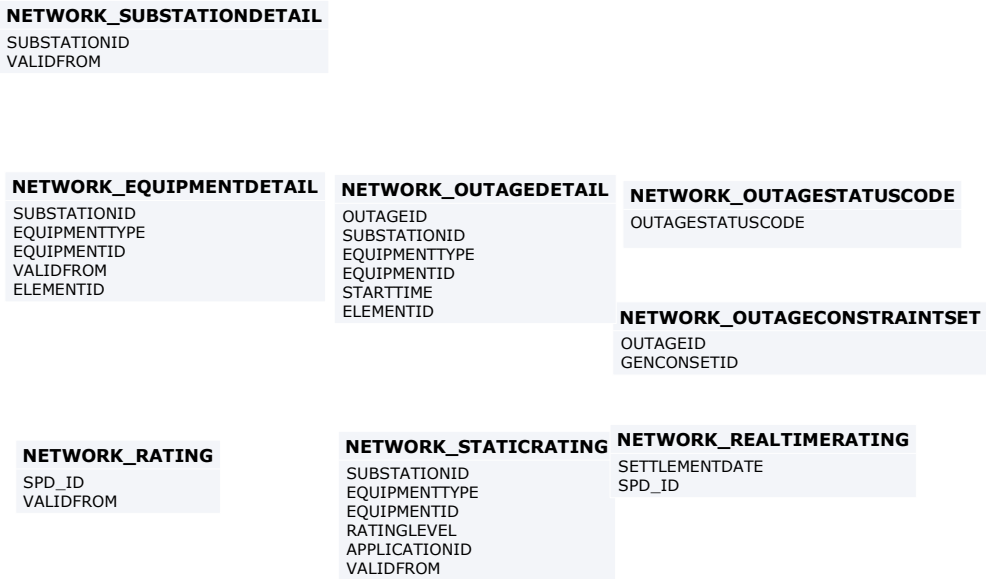 NETWORK_SUBSTATIONDETAIL
SUBSTATIONID
VALIDFROM
NETWORK_EQUIPMENTDETAIL
SUBSTATIONID
EQUIPMENTTYPE
EQUIPMENTID
VALIDFROM
ELEMENTID
NETWORK_OUTAGEDETAIL
OUTAGEID
SUBSTATIONID
EQUIPMENTTYPE
EQUIPMENTID
STARTTIME
ELEMENTID
NETWORK_OUTAGESTATUSCODE
OUTAGESTATUSCODE
NETWORK_OUTAGECONSTRAINTSET
OUTAGEID
GENCONSETID
NETWORK_RATING
SPD_ID
VALIDFROM
NETWORK_STATICRATING
SUBSTATIONID
EQUIPMENTTYPE
EQUIPMENTID
RATINGLEVEL
APPLICATIONID
VALIDFROM
NETWORK_REALTIMERATING
SETTLEMENTDATE
SPD_ID